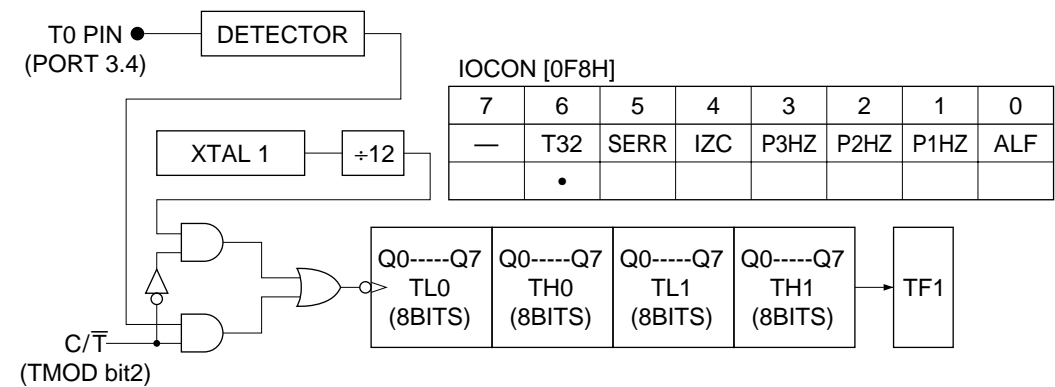 T0 PIN
(PORT 3.4)
DETECTOR
IOCON [0F8H]
7 6 5 4 3 2 1 0
— T32 SERR IZC P3HZ P2HZ P1HZ ALF
•
XTAL 1
÷12
Q0-----Q7 Q0-----Q7 Q0-----Q7 Q0-----Q7
TL0 TH0 TL1 TH1
(8BITS) (8BITS) (8BITS) (8BITS)
TF1
C/T̅
(TMOD bit2)